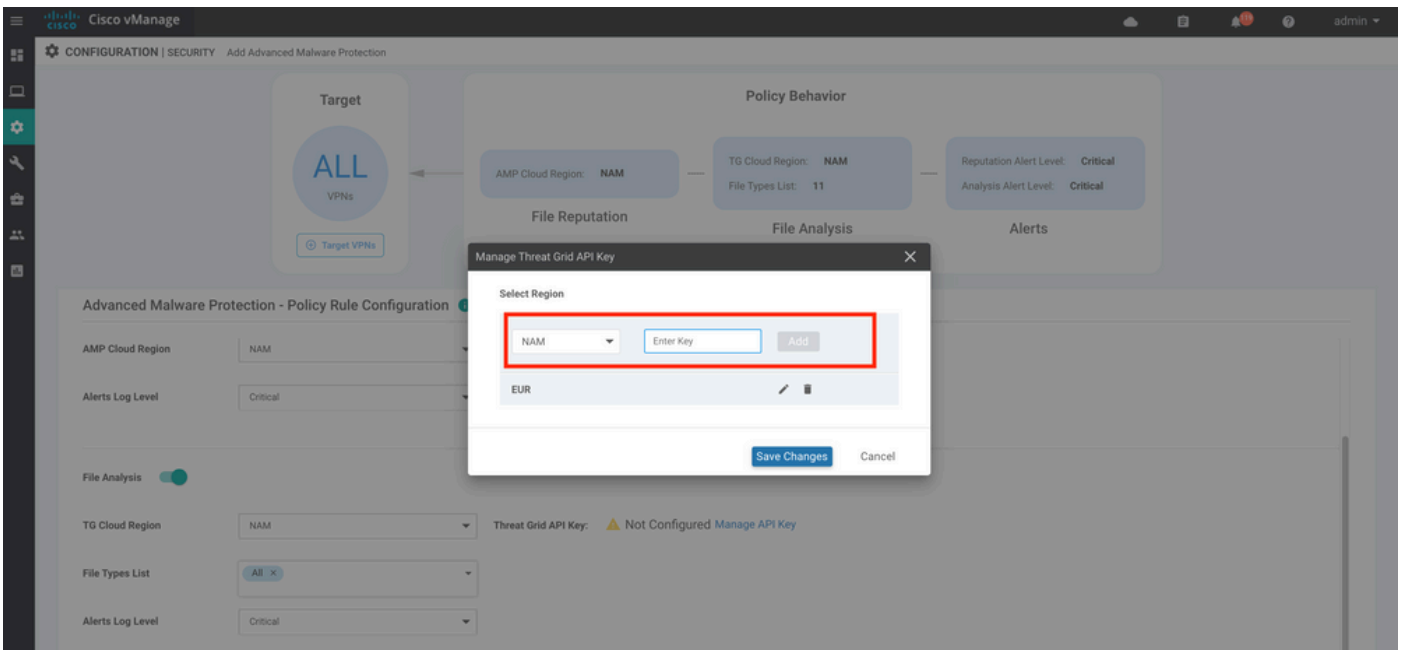 cisco Cisco vManage admin
CONFIGURATION | SECURITY Add Advanced Malware Protection
Target
Policy Behavior
ALL
VPNs
Target VPNs
AMP Cloud Region: NAM
File Reputation
TG Cloud Region: NAM
File Types List: 11
File Analysis
Reputation Alert Level: Critical
Analysis Alert Level: Critical
Alerts
Manage Threat Grid API Key
Select Region
NAM Enter Key Add
EUR
Save Changes Cancel
Advanced Malware Protection - Policy Rule Configuration
AMP Cloud Region NAM
Alerts Log Level Critical
File Analysis
TG Cloud Region NAM Threat Grid API Key: Not Configured Manage API Key
File Types List All ×
Alerts Log Level Critical